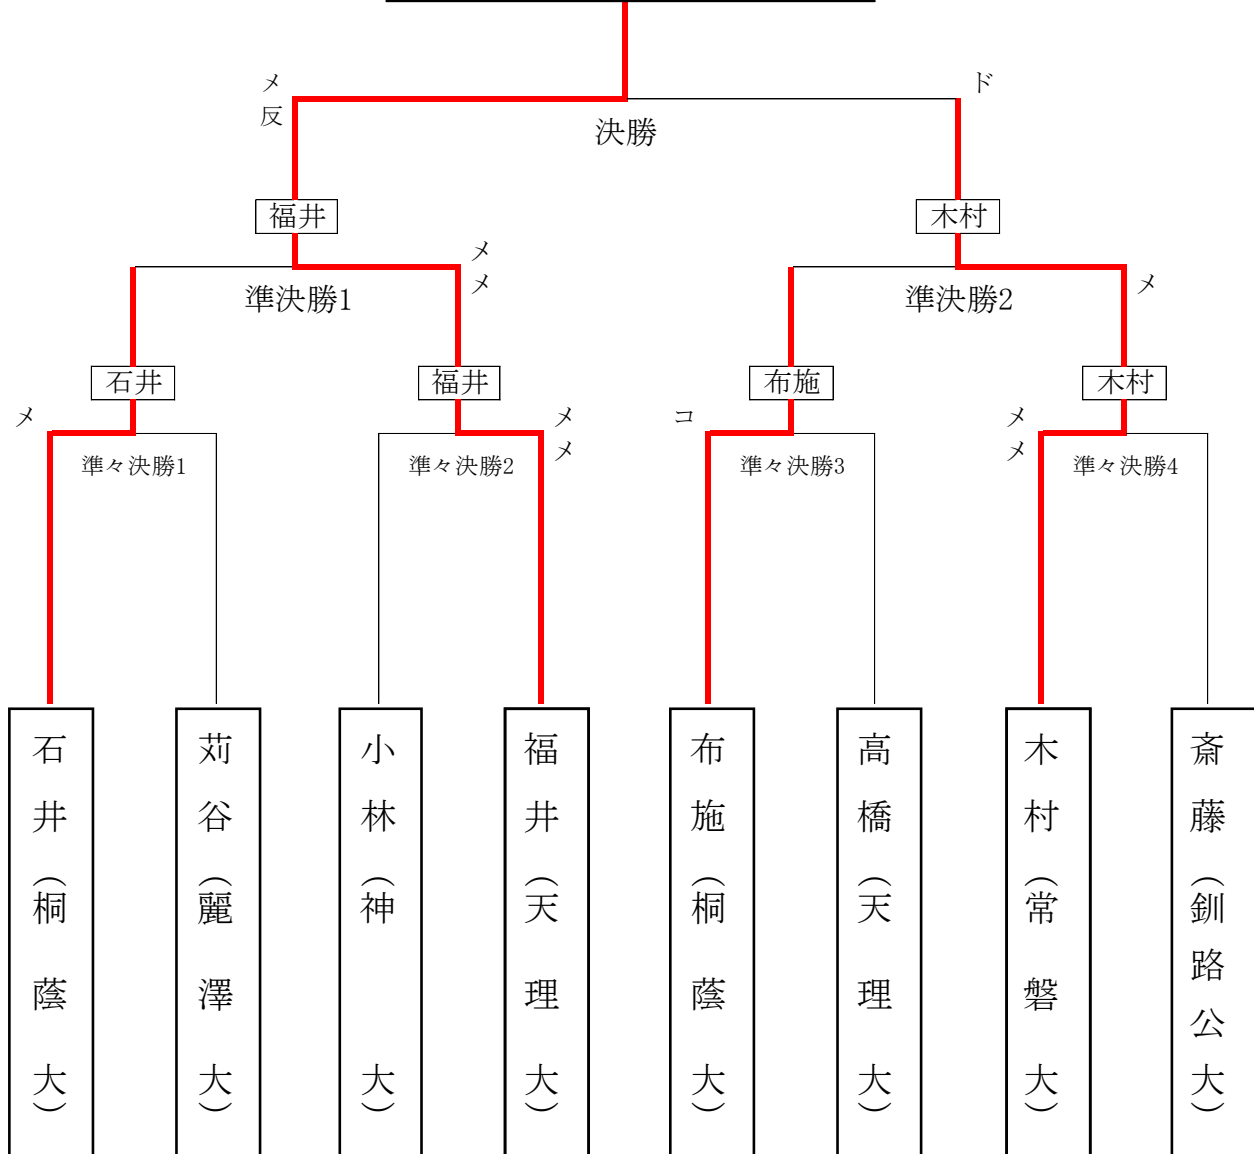 メ
反
ド
決勝
福井
木村
メ
メ
準決勝1
準決勝2
メ
石井
福井
布施
木村
メ
メ
メ
コ
メ
メ
準々決勝1
準々決勝2
準々決勝3
準々決勝4
石井(桐蔭大)
苅谷(麗澤大)
小林(神大)
福井(天理大)
布施(桐蔭大)
高橋(天理大)
木村(常磐大)
斎藤(釧路公大)